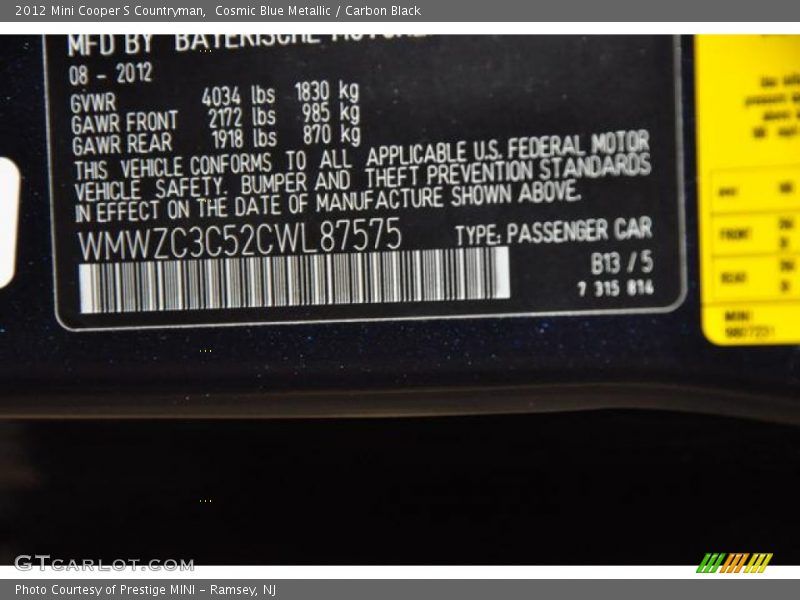 2012 Mini Cooper S Countryman,  Cosmic Blue Metallic / Carbon Black
MFD BY BAYERISCHE
08 - 2012
GVWR 4034 lbs 1830 kg
GAWR FRONT 2172 lbs 985 kg
GAWR REAR 1918 lbs 870 kg
THIS VEHICLE CONFORMS TO ALL APPLICABLE U.S. FEDERAL MOTOR
VEHICLE SAFETY, BUMPER AND THEFT PREVENTION STANDARDS
IN EFFECT ON THE DATE OF MANUFACTURE SHOWN ABOVE.
WMWZC3C52CWL87575 TYPE: PASSENGER CAR
B13 / 5
7 315 814
FRONT
REAR
MINI
GTCARLOT.COM
Photo Courtesy of Prestige MINI - Ramsey, NJ